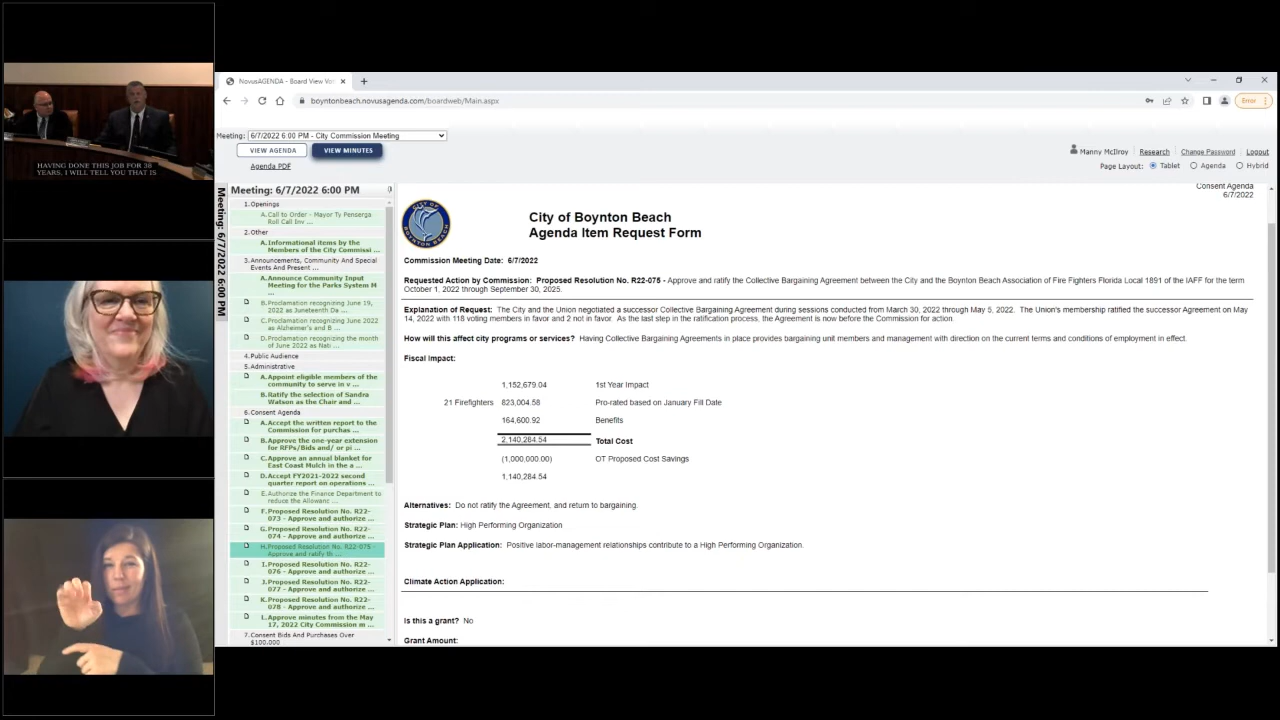 HAVING DONE THIS JOB FOR 38
YEARS, I WILL TELL YOU THAT IS
NovusAGENDA - Board View Vo
boyntonbeach.novusagenda.com/boardweb/Main.aspx
Error
Meeting: 6/7/2022 6:00 PM - City Commission Meeting
VIEW AGENDA VIEW MINUTES
Agenda PDF
Manny McIlroy Research Change Password Logout
Page Layout: Tablet Agenda Hybrid
Meeting: 6/7/2022 6:00 PM
Meeting: 6/7/2022 6:00 PM
1.Openings
A.Call to Order - Mayor Ty Penserga
Roll Call Inv ...
2.Other
A.Informational items by the
Members of the City Commissi ...
3.Announcements, Community And Special
Events And Present ...
A.Announce Community Input
Meeting for the Parks System M
...
B.Proclamation recognizing June 19,
2022 as Juneteenth Da ...
C.Proclamation recognizing June 2022
as Alzheimer's and B ...
D.Proclamation recognizing the month
of June 2022 as Nati ...
4.Public Audience
5.Administrative
A.Appoint eligible members of the
community to serve in v ...
B.Ratify the selection of Sandra
Watson as the Chair and ...
6.Consent Agenda
A.Accept the written report to the
Commission for purchas ...
B.Approve the one-year extension
for RFPs/Bids and/ or pi ...
C.Approve an annual blanket for
East Coast Mulch in the a ...
D.Accept FY2021-2022 second
quarter report on operations ...
E.Authorize the Finance Department to
reduce the Allowanc ...
F.Proposed Resolution No. R22-
073 - Approve and authorize ...
G.Proposed Resolution No. R22-
074 - Approve and authorize ...
H.Proposed Resolution No. R22-075 -
Approve and ratify th ...
I.Proposed Resolution No. R22-
076 - Approve and authorize ...
J.Proposed Resolution No. R22-
077 - Approve and authorize ...
K.Proposed Resolution No. R22-
078 - Approve and authorize ...
L.Approve minutes from the May
17, 2022 City Commission m ...
7.Consent Bids And Purchases Over
$100,000
Consent Agenda
6/7/2022
CITY OF BOYNTON BEACH
City of Boynton Beach
Agenda Item Request Form
Commission Meeting Date: 6/7/2022
Requested Action by Commission: Proposed Resolution No. R22-075 - Approve and ratify the Collective Bargaining Agreement between the City and the Boynton Beach Association of Fire Fighters Florida Local 1891 of the IAFF for the term
October 1, 2022 through September 30, 2025.
Explanation of Request: The City and the Union negotiated a successor Collective Bargaining Agreement during sessions conducted from March 30, 2022 through May 5, 2022. The Union's membership ratified the successor Agreement on May
14, 2022 with 118 voting members in favor and 2 not in favor. As the last step in the ratification process, the Agreement is now before the Commission for action.
How will this affect city programs or services? Having Collective Bargaining Agreements in place provides bargaining unit members and management with direction on the current terms and conditions of employment in effect.
Fiscal Impact:
1,152,679.04 1st Year Impact
21 Firefighters 823,004.58 Pro-rated based on January Fill Date
164,600.92 Benefits
2,140,284.54 Total Cost
(1,000,000.00) OT Proposed Cost Savings
1,140,284.54
Alternatives: Do not ratify the Agreement, and return to bargaining.
Strategic Plan: High Performing Organization
Strategic Plan Application: Positive labor-management relationships contribute to a High Performing Organization.
Climate Action Application:
Is this a grant? No
Grant Amount: